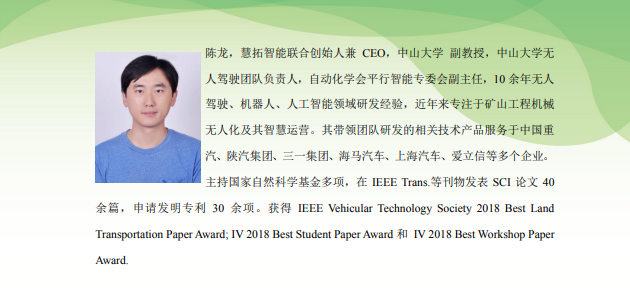 陈龙，慧拓智能联合创始人兼 CEO，中山大学 副教授，中山大学无
人驾驶团队负责人，自动化学会平行智能专委会副主任，10 余年无人
驾驶、机器人、人工智能领域研发经验，近年来专注于矿山工程机械
无人化及其智慧运营。其带领团队研发的相关技术产品服务于中国重
汽、陕汽集团、三一集团、海马汽车、上海汽车、爱立信等多个企业。
主持国家自然科学基金多项，在 IEEE Trans.等刊物发表 SCI 论文 40
余篇，申请发明专利 30 余项。获得 IEEE Vehicular Technology Society 2018 Best Land
Transportation Paper Award; IV 2018 Best Student Paper Award 和 IV 2018 Best Workshop Paper
Award.